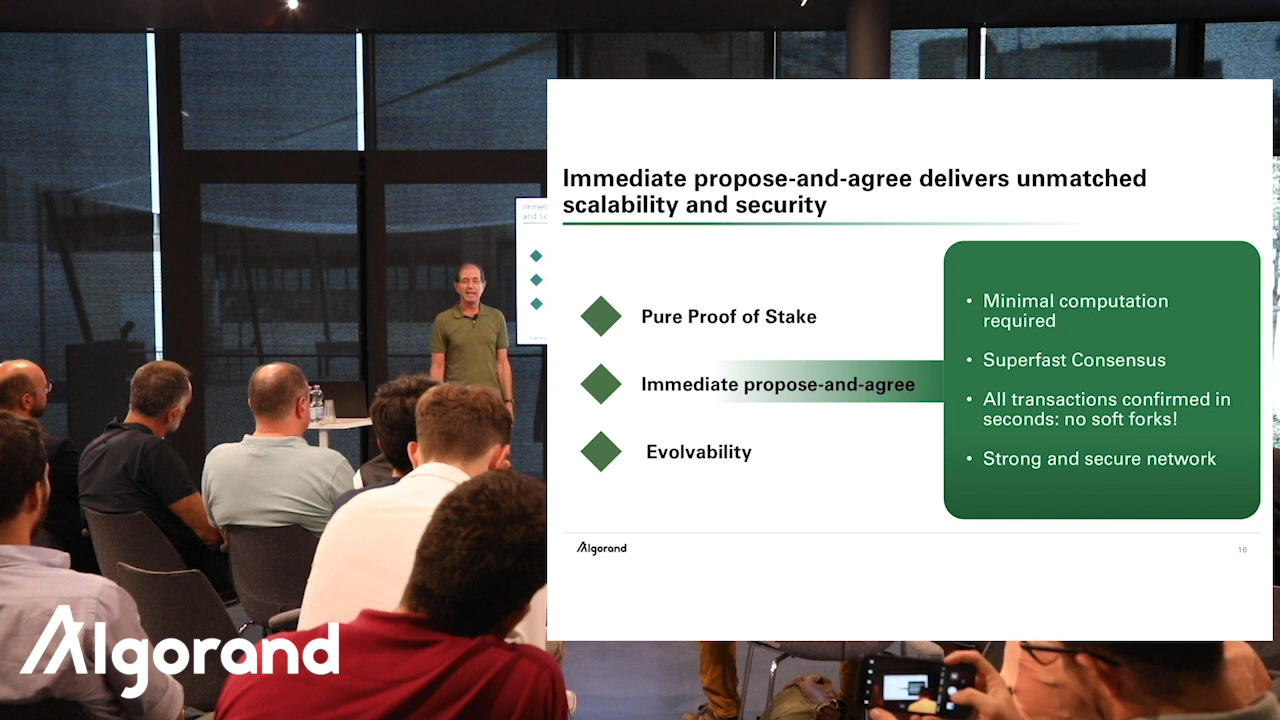 Immediate propose-and-agree delivers unmatched
scalability and security
Pure Proof of Stake
Immediate propose-and-agree
Evolvability
• Minimal computation
required
• Superfast Consensus
• All transactions confirmed in
seconds: no soft forks!
• Strong and secure network
Algorand
16
Algorand